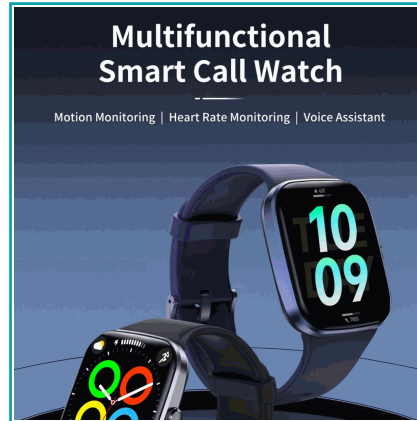 Multifunctional
Smart Call Watch
Motion Monitoring | Heart Rate Monitoring | Voice Assistant
10
09